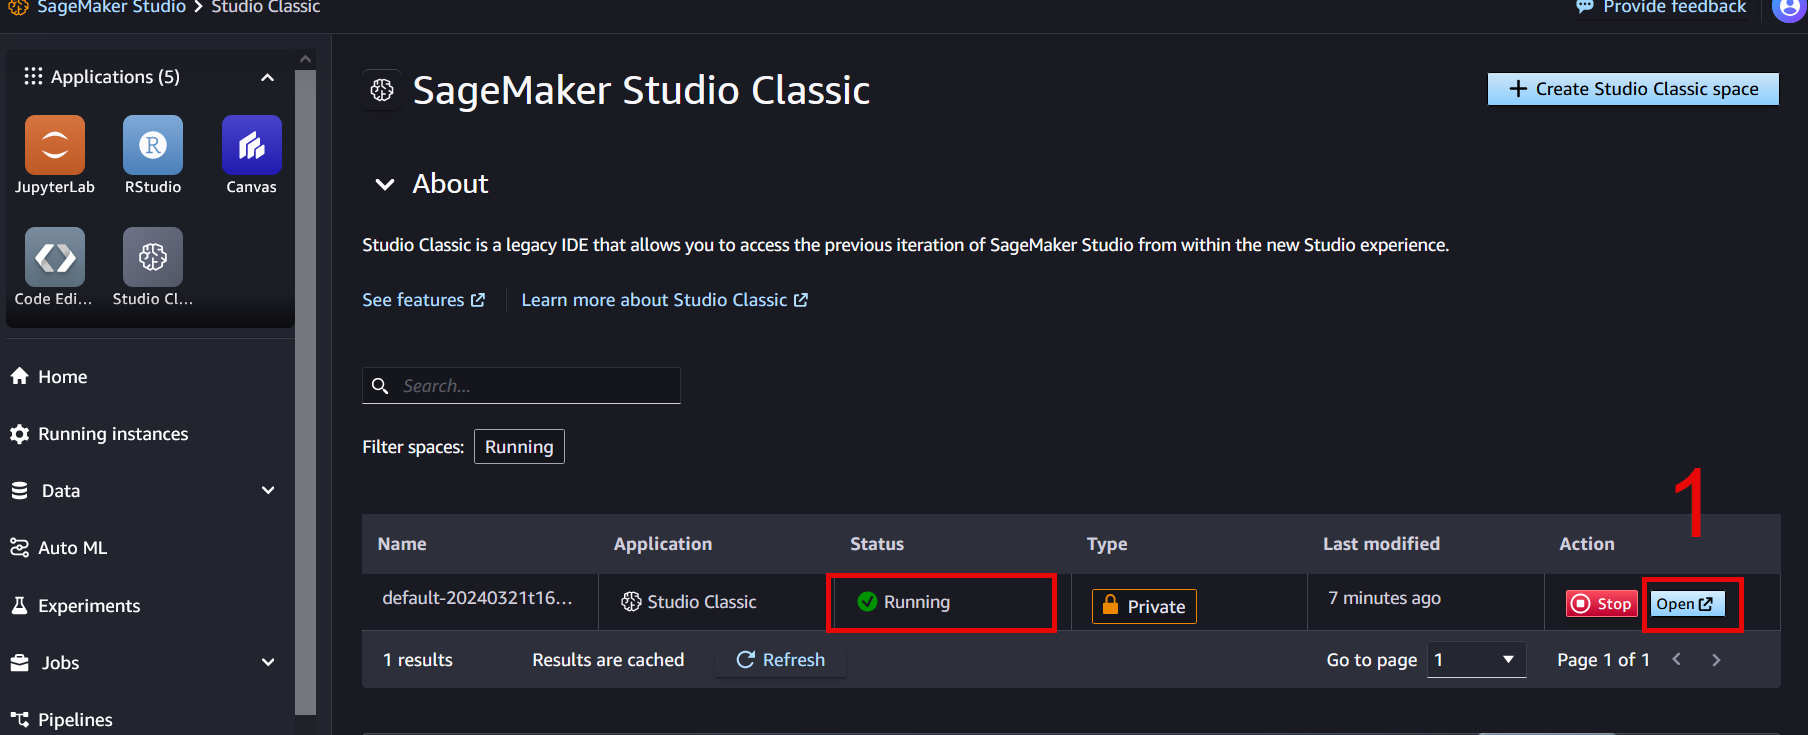 SageMaker Studio > Studio Classic
Provide feedback
Applications (5)
JupyterLab
RStudio
Canvas
Code Edi...
Studio Cl...
Home
Running instances
Data
Auto ML
Experiments
Jobs
Pipelines
SageMaker Studio Classic
+ Create Studio Classic space
About
Studio Classic is a legacy IDE that allows you to access the previous iteration of SageMaker Studio from within the new Studio experience.
See features
Learn more about Studio Classic
Search...
Filter spaces: Running
1
Name Application Status Type Last modified Action
default-20240321t16... Studio Classic Running Private 7 minutes ago Stop Open
1 results Results are cached Refresh Go to page 1 Page 1 of 1